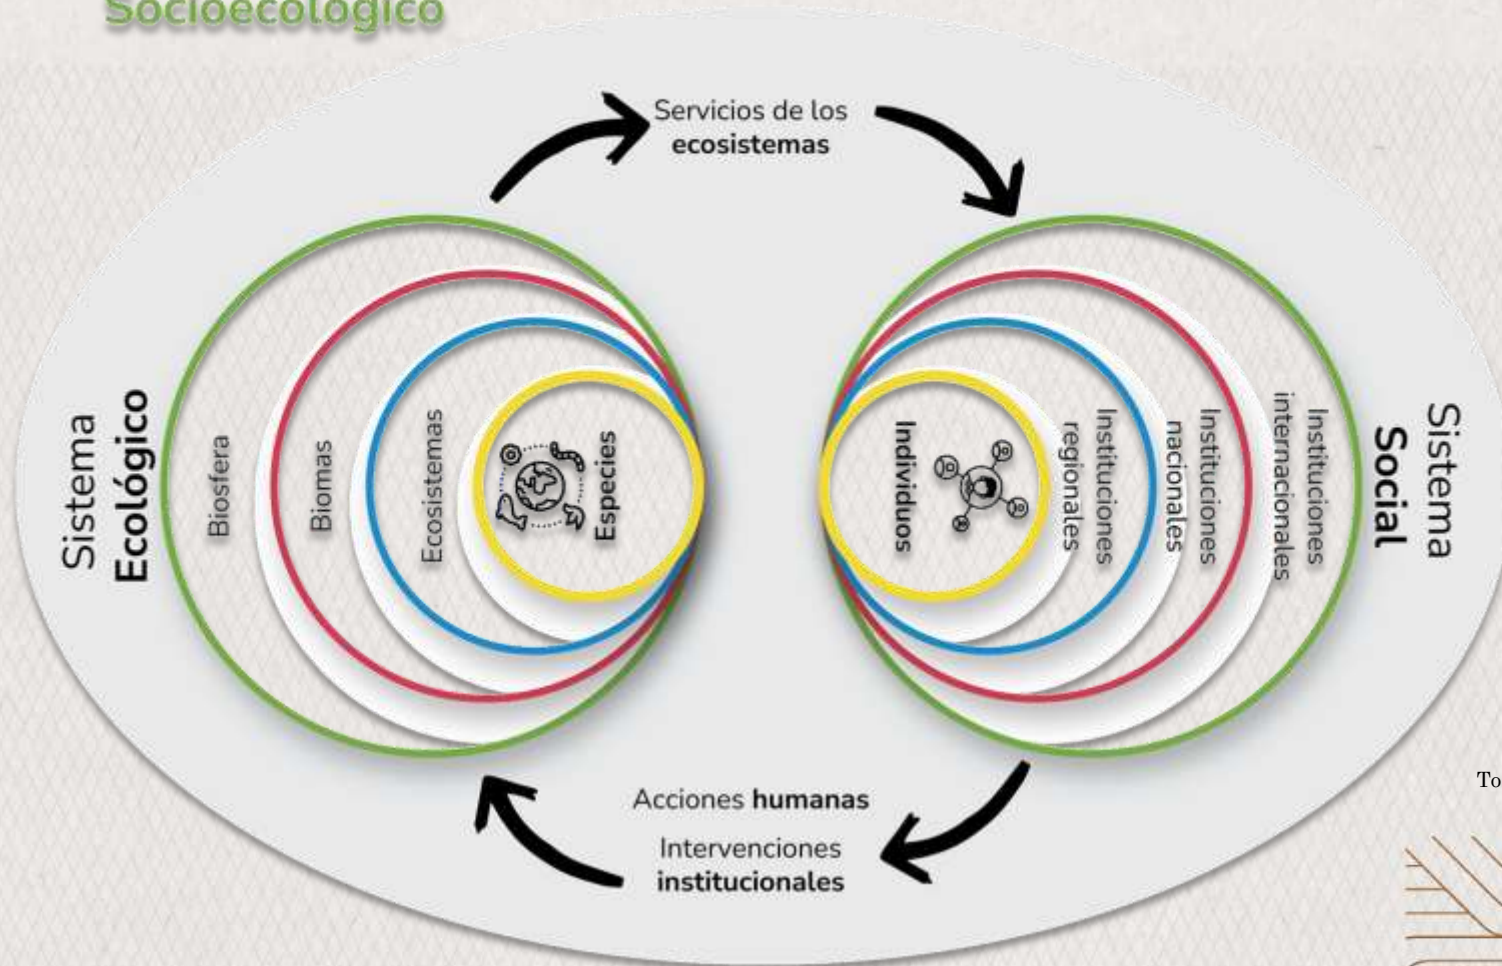 Socioecológico
Servicios de los
ecosistemas
Sistema
Ecológico
Biosfera
Biomas
Ecosistemas
Especies
Individuos
Instituciones
regionales
Instituciones
nacionales
Instituciones
internacionales
Sistema
Social
Acciones humanas
Intervenciones
institucionales
To